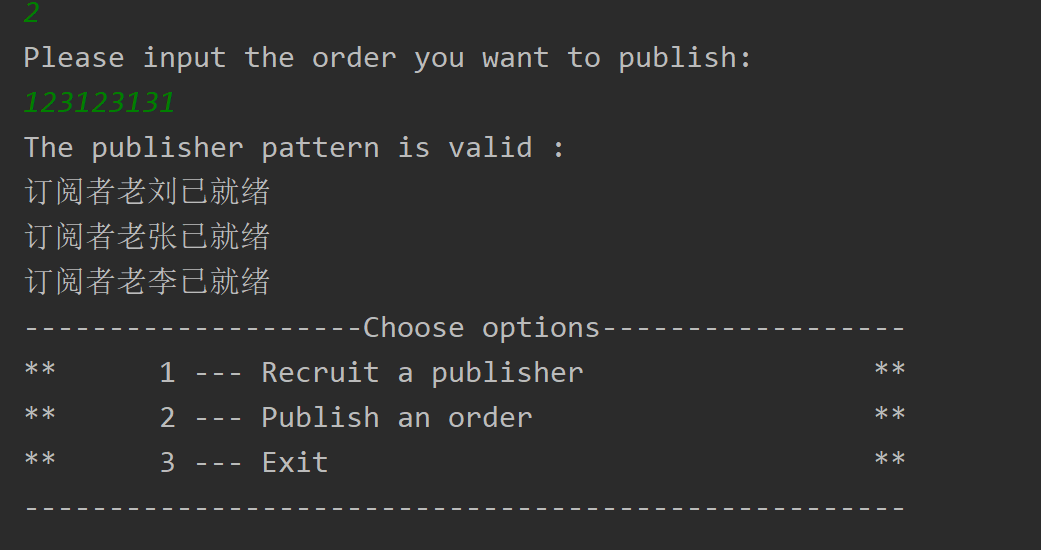 2
Please input the order you want to publish:
123123131
The publisher pattern is valid :
订阅者老刘已就绪
订阅者老张已就绪
订阅者老李已就绪
--------------------Choose options------------------
**      1 --- Recruit a publisher                 **
**      2 --- Publish an order                    **
**      3 --- Exit                                **
----------------------------------------------------